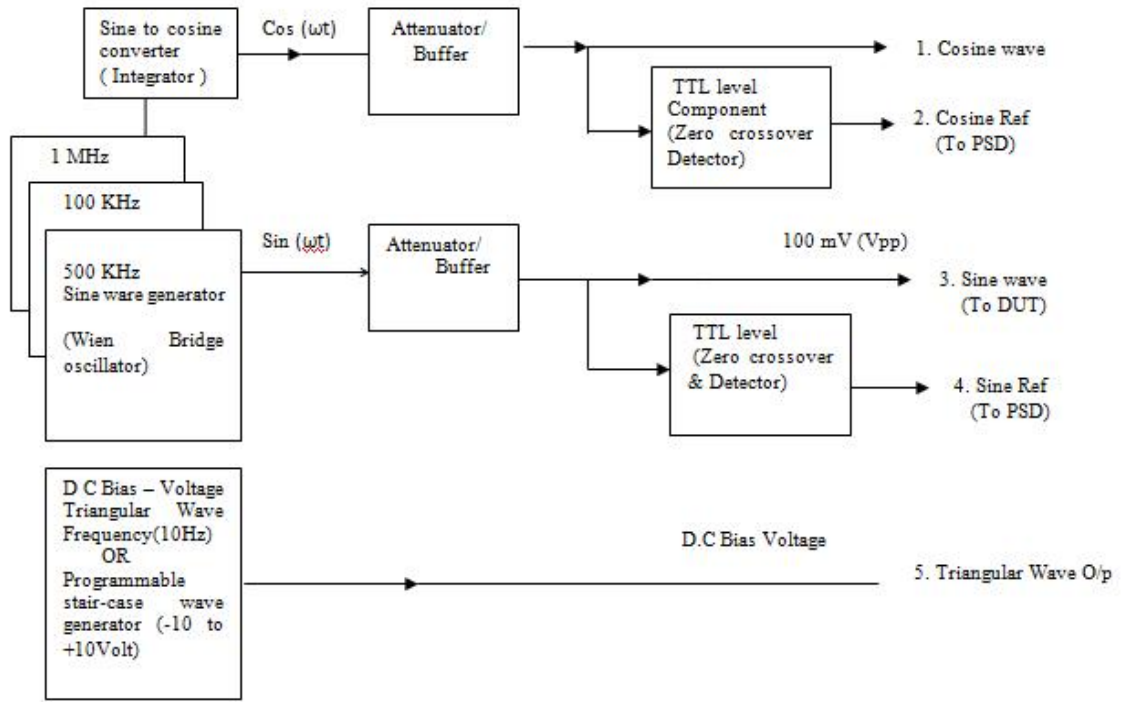 Sine to cosine
converter
( Integrator )
Cos (ωt)
Attenuator/
Buffer
1. Cosine wave
TTL level
Component
(Zero crossover
Detector)
2. Cosine Ref
(To PSD)
1 MHz
100 KHz
500 KHz
Sine ware generator
(Wien Bridge
oscillator)
Sin (ωt)
Attenuator/
Buffer
100 mV (Vpp)
3. Sine wave
(To DUT)
TTL level
(Zero crossover
& Detector)
4. Sine Ref
(To PSD)
D C Bias – Voltage
Triangular Wave
Frequency(10Hz)
OR
Programmable
stair-case wave
generator (-10 to
+10Volt)
D.C Bias Voltage
5. Triangular Wave O/p